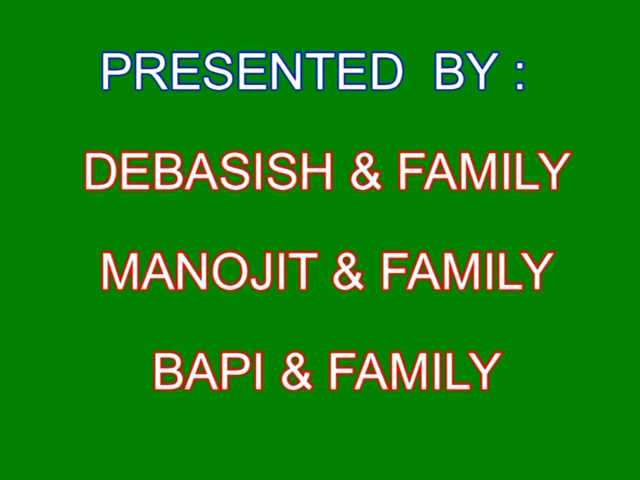 PRESENTED BY :
DEBASISH & FAMILY
MANOJIT & FAMILY
BAPI & FAMILY